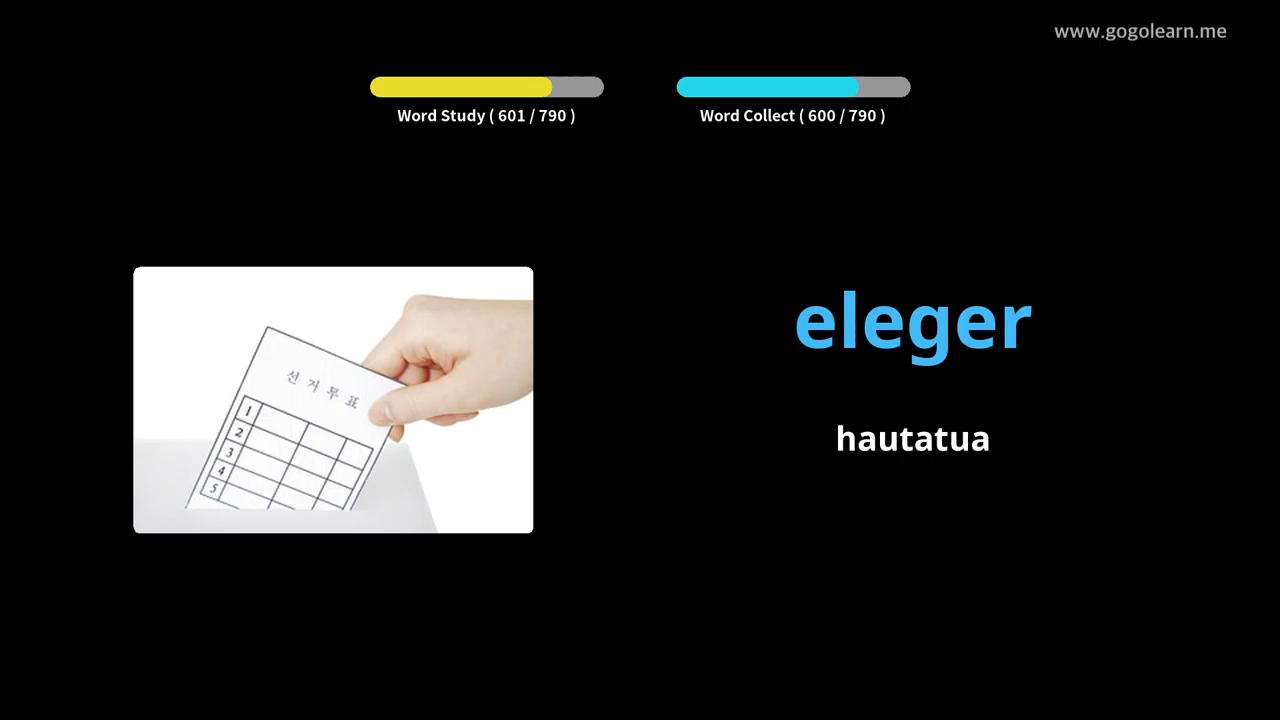 www.gogolearn.me
Word Study ( 601 / 790 )
Word Collect ( 600 / 790 )
선거투표
1
2
3
4
5
eleger
hautatua